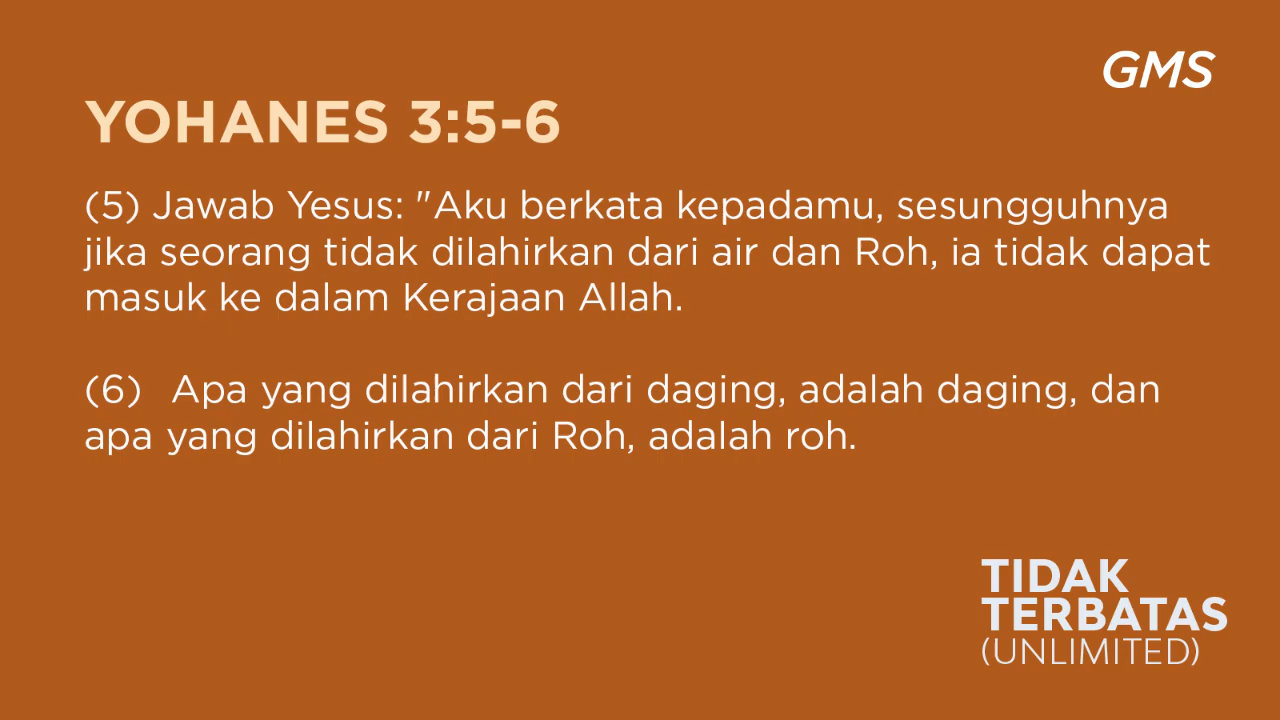 GMS
YOHANES 3:5-6
(5) Jawab Yesus: "Aku berkata kepadamu, sesungguhnya
jika seorang tidak dilahirkan dari air dan Roh, ia tidak dapat
masuk ke dalam Kerajaan Allah.
(6) Apa yang dilahirkan dari daging, adalah daging, dan
apa yang dilahirkan dari Roh, adalah roh.
TIDAK
TERBATAS
(UNLIMITED)